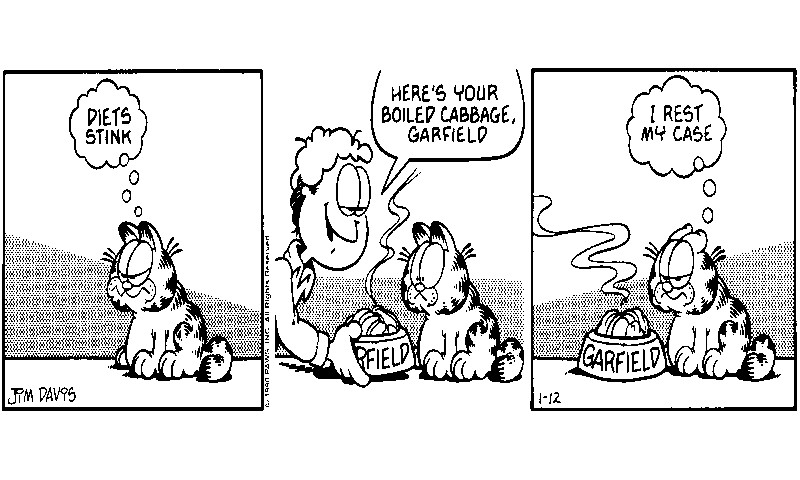 DIETS
STINK
JIM DAVIS
HERE'S YOUR
BOILED CABBAGE,
GARFIELD
RFIELD
I REST
MY CASE
GARFIELD
1-12